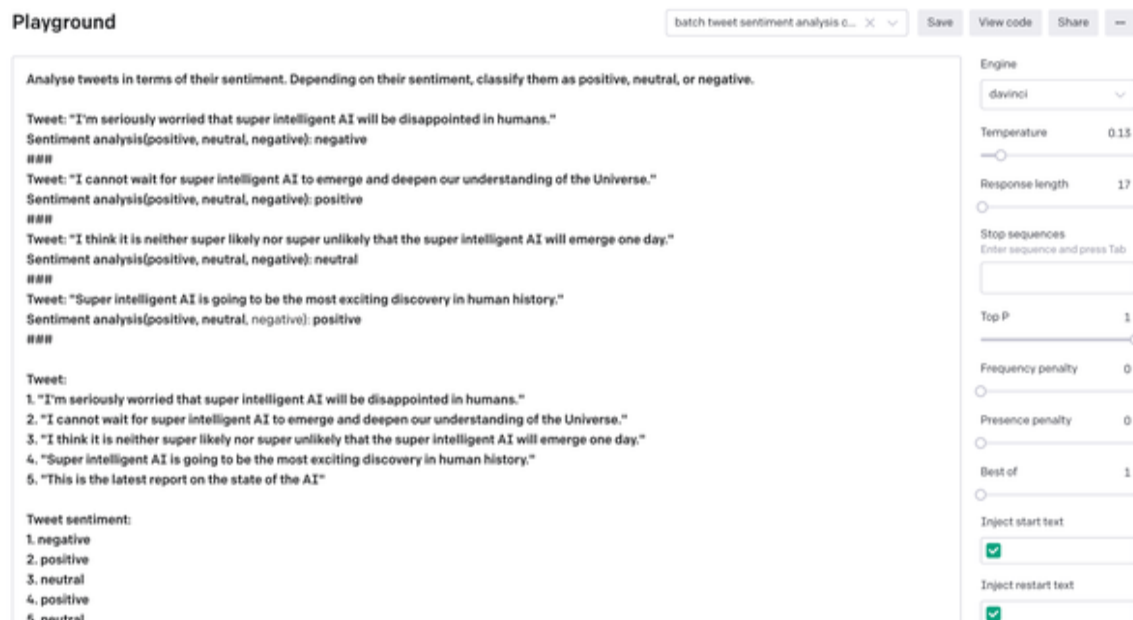 Playground
batch tweet sentiment analysis c...
Save
View code
Share
Analyse tweets in terms of their sentiment. Depending on their sentiment, classify them as positive, neutral, or negative.
Tweet: "I'm seriously worried that super intelligent AI will be disappointed in humans."
Sentiment analysis(positive, neutral, negative): negative
###
Tweet: "I cannot wait for super intelligent AI to emerge and deepen our understanding of the Universe."
Sentiment analysis(positive, neutral, negative): positive
###
Tweet: "I think it is neither super likely nor super unlikely that the super intelligent AI will emerge one day."
Sentiment analysis(positive, neutral, negative): neutral
###
Tweet: "Super intelligent AI is going to be the most exciting discovery in human history."
Sentiment analysis(positive, neutral, negative): positive
###
Tweet:
1. "I'm seriously worried that super intelligent AI will be disappointed in humans."
2. "I cannot wait for super intelligent AI to emerge and deepen our understanding of the Universe."
3. "I think it is neither super likely nor super unlikely that the super intelligent AI will emerge one day."
4. "Super intelligent AI is going to be the most exciting discovery in human history."
5. "This is the latest report on the state of the AI"
Tweet sentiment:
1. negative
2. positive
3. neutral
4. positive
5. neutral
Engine
davinci
Temperature 0.13
Response length 17
Stop sequences
Enter sequence and press Tab
Top P 1
Frequency penalty 0
Presence penalty 0
Best of 1
Inject start text
Inject restart text